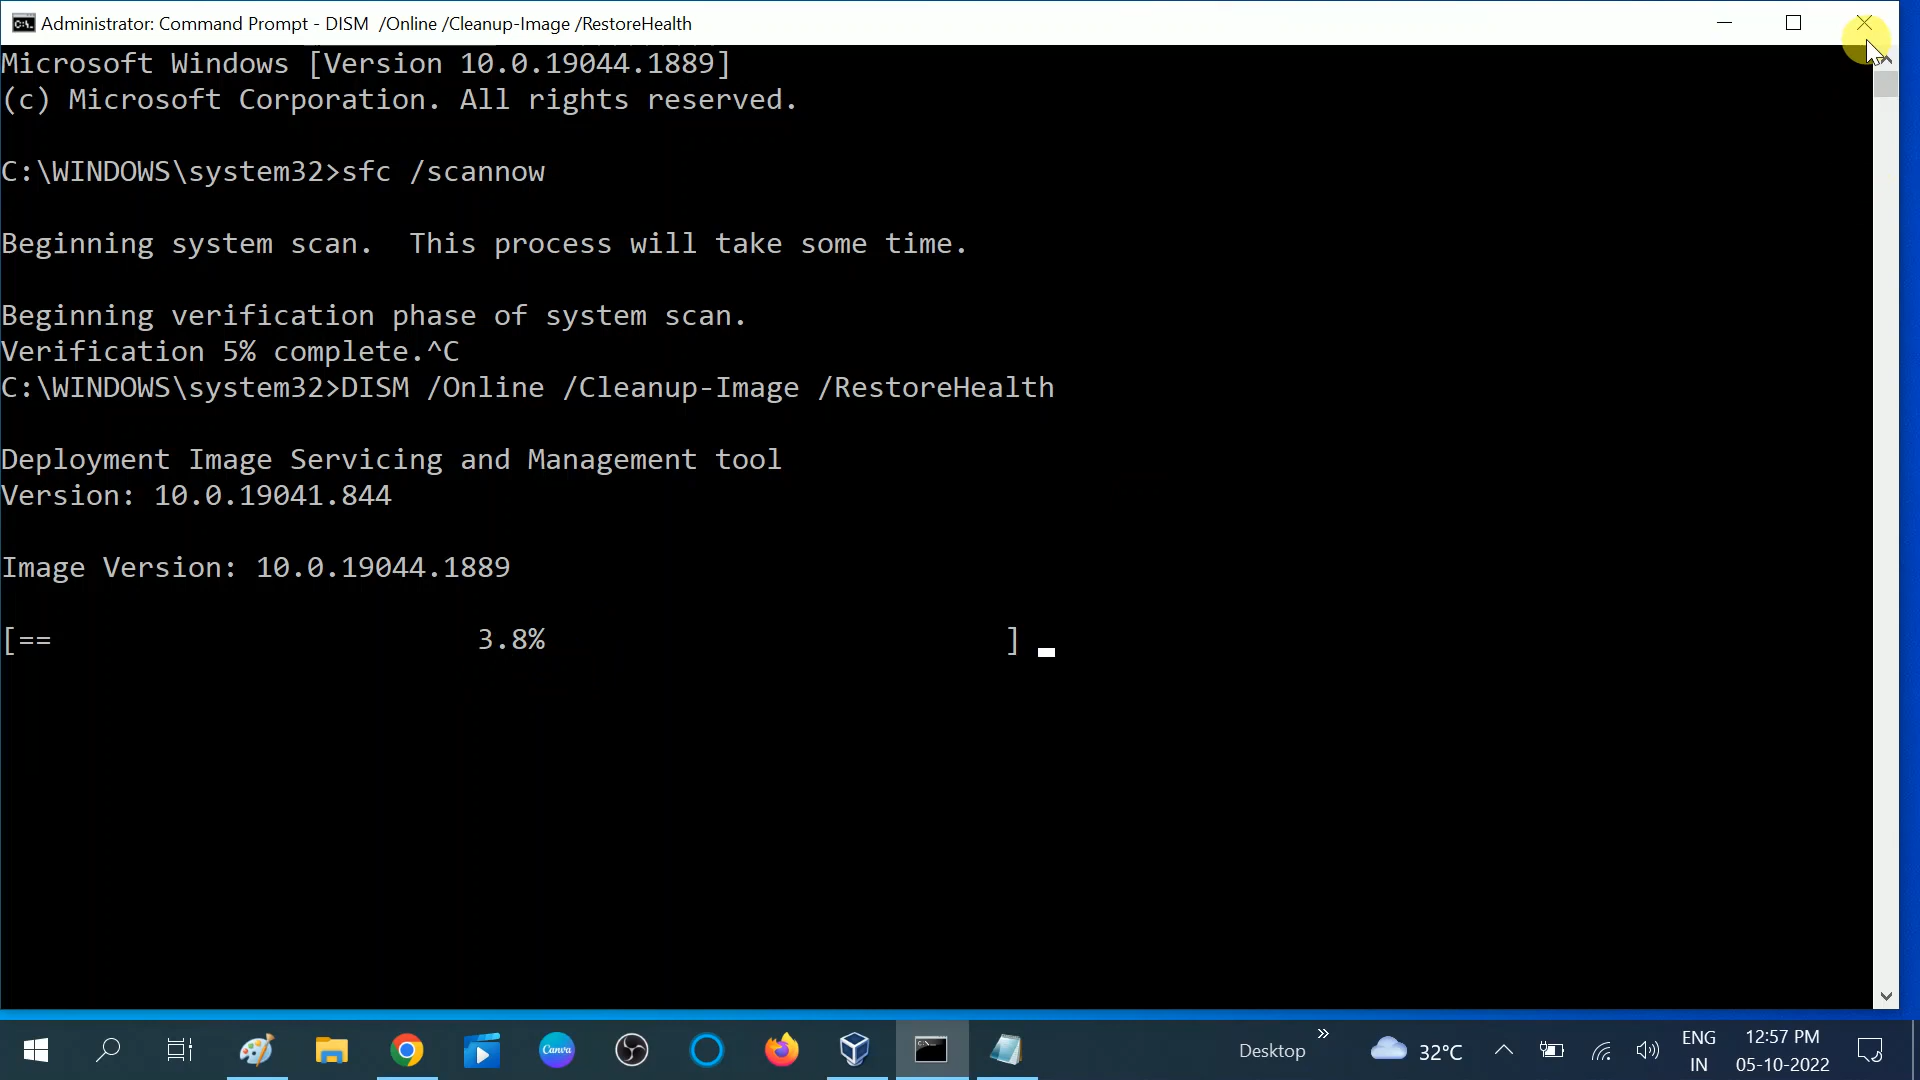 Administrator: Command Prompt - DISM  /Online /Cleanup-Image /RestoreHealth
Microsoft Windows [Version 10.0.19044.1889]
(c) Microsoft Corporation. All rights reserved.
C:\WINDOWS\system32>sfc /scannow
Beginning system scan.  This process will take some time.
Beginning verification phase of system scan.
Verification 5% complete.^C
C:\WINDOWS\system32>DISM /Online /Cleanup-Image /RestoreHealth
Deployment Image Servicing and Management tool
Version: 10.0.19041.844
Image Version: 10.0.19044.1889
[==                         3.8%                           ]
Canva
Desktop
32°C
ENG
IN
12:57 PM
05-10-2022